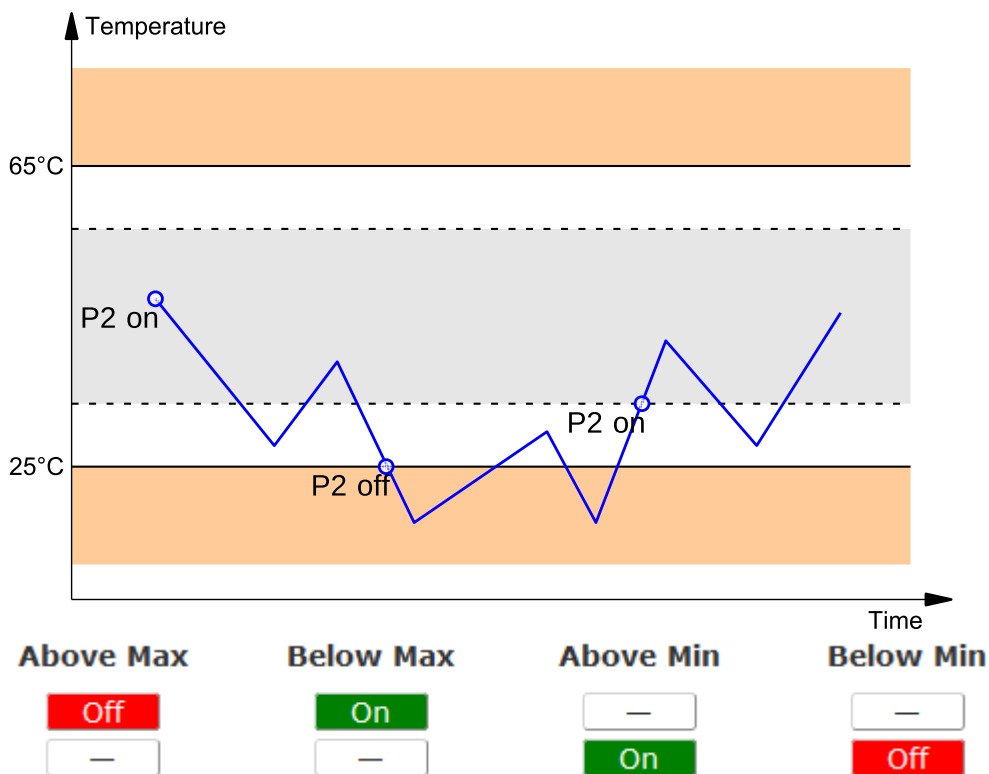 Temperature
65°C
P2 on
P2 on
25°C
P2 off
Time
Above Max Below Max Above Min Below Min
Off On — —
— — On Off